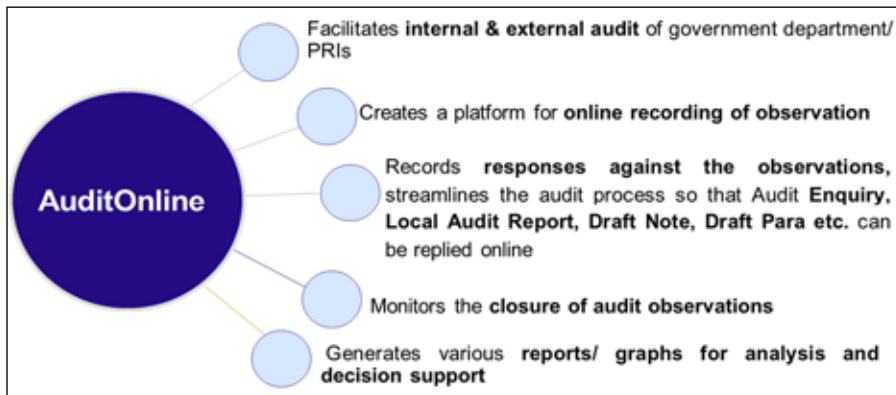 Facilitates internal & external audit of government department/
PRIs
Creates a platform for online recording of observation
AuditOnline
Records responses against the observations,
streamlines the audit process so that Audit Enquiry,
Local Audit Report, Draft Note, Draft Para etc. can
be replied online
Monitors the closure of audit observations
Generates various reports/ graphs for analysis and
decision support